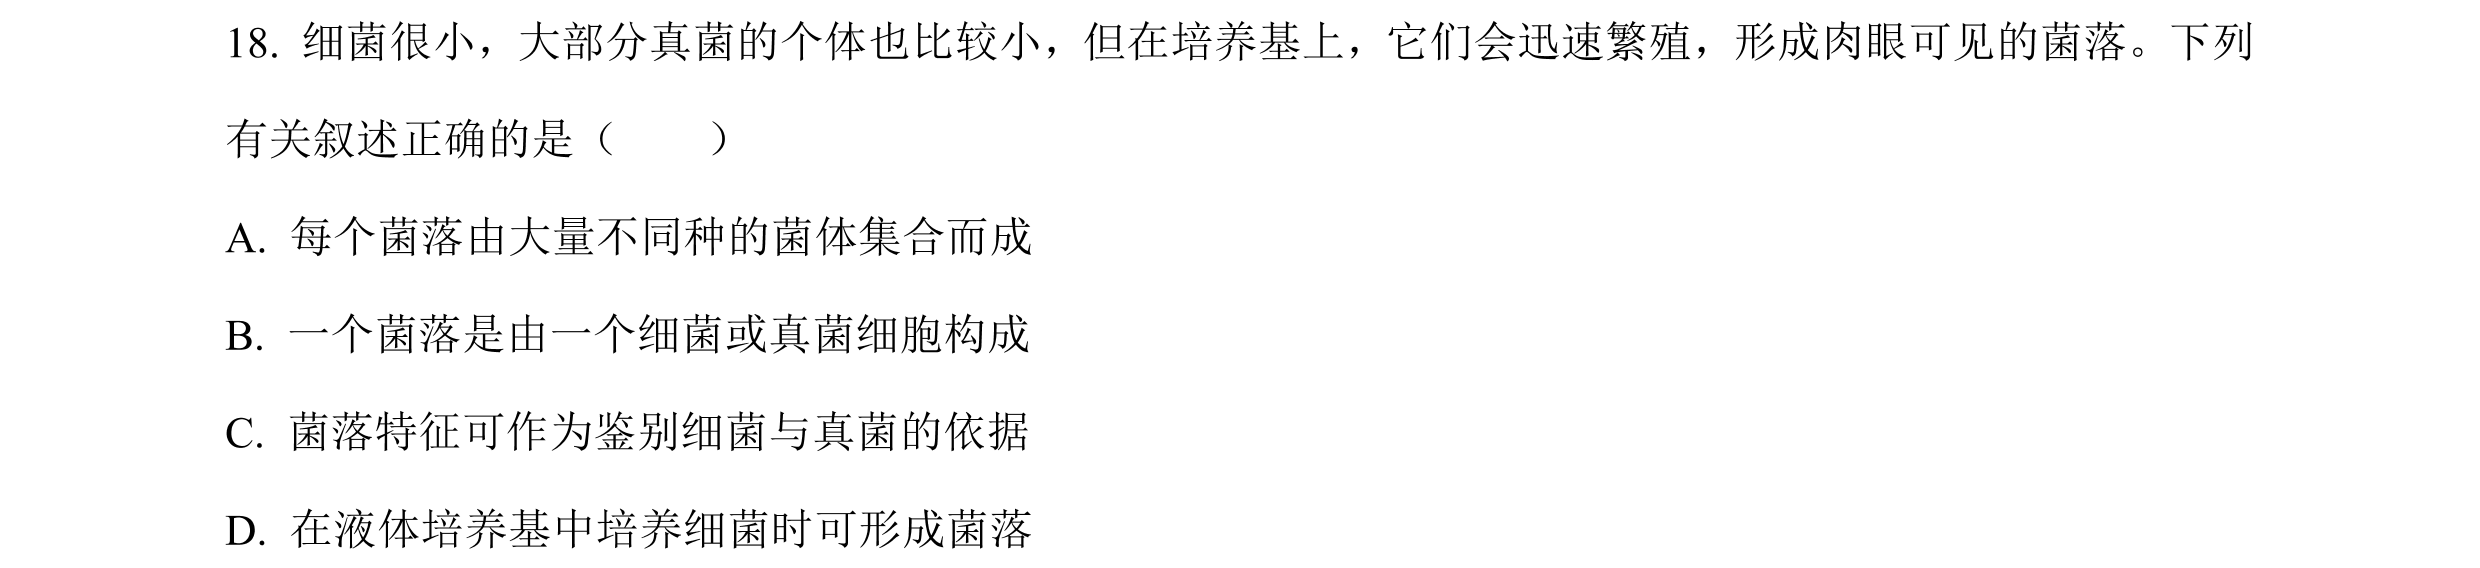 18. 细菌很小，大部分真菌的个体也比较小，但在培养基上，它们会迅速繁殖，形成肉眼可见的菌落。下列
有关叙述正确的是（　　）
A. 每个菌落由大量不同种的菌体集合而成
B. 一个菌落是由一个细菌或真菌细胞构成
C. 菌落特征可作为鉴别细菌与真菌的依据
D. 在液体培养基中培养细菌时可形成菌落